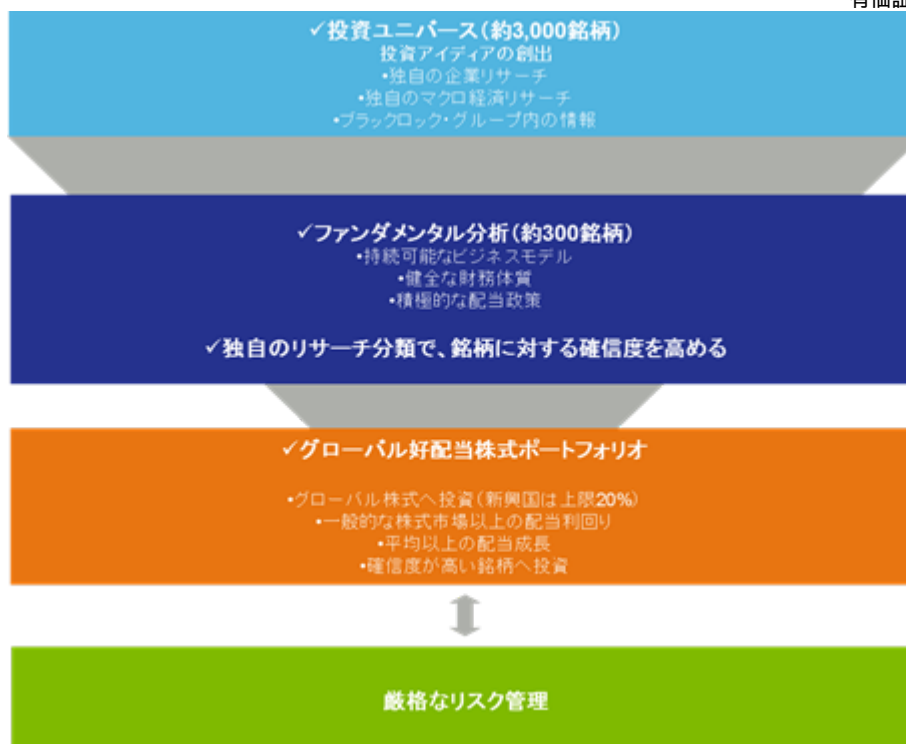 有価証
✓投資ユニバース（約3,000銘柄）
投資アイディアの創出
•独自の企業リサーチ
•独自のマクロ経済リサーチ
•ブラックロック・グループ内の情報
✓ファンダメンタル分析（約300銘柄）
•持続可能なビジネスモデル
•健全な財務体質
•積極的な配当政策
✓独自のリサーチ分類で、銘柄に対する確信度を高める
✓グローバル好配当株式ポートフォリオ
•グローバル株式へ投資（新興国は上限20%）
•一般的な株式市場以上の配当利回り
•平均以上の配当成長
•確信度が高い銘柄へ投資
厳格なリスク管理